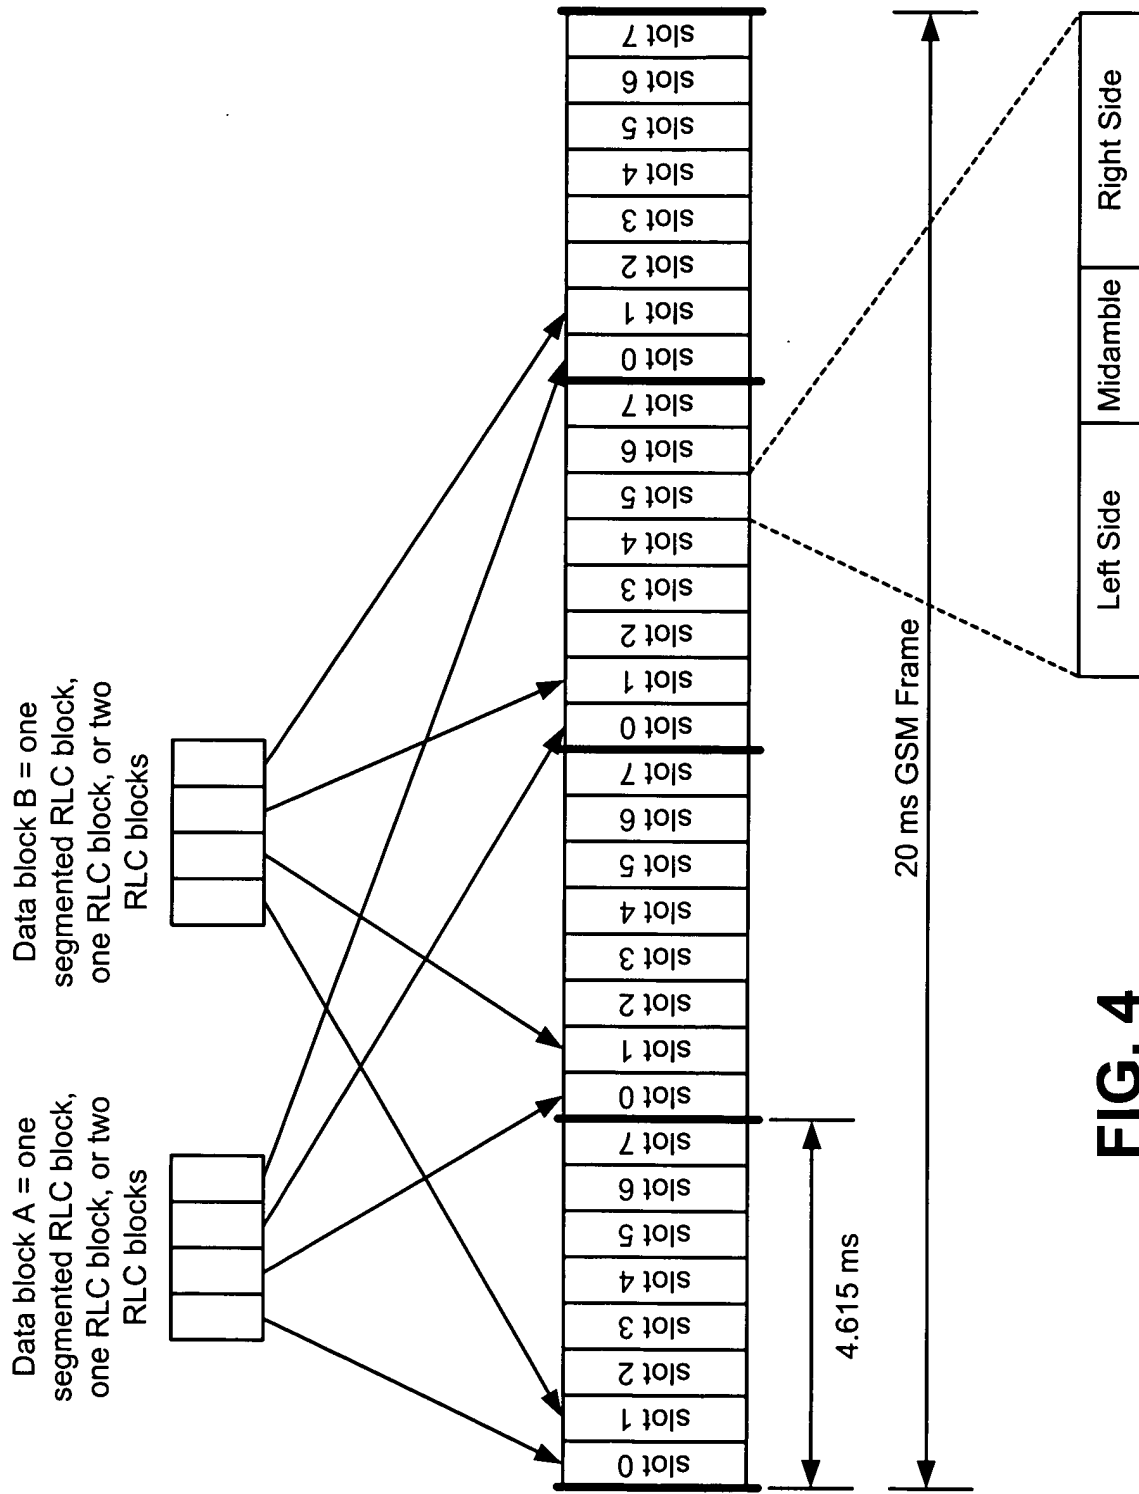 Data block A = one
segmented RLC block,
one RLC block, or two
RLC blocks
Data block B = one
segmented RLC block,
one RLC block, or two
RLC blocks
slot 0
slot 1
slot 2
slot 3
slot 4
slot 5
slot 6
slot 7
slot 0
slot 1
slot 2
slot 3
slot 4
slot 5
slot 6
slot 7
slot 0
slot 1
slot 2
slot 3
slot 4
slot 5
slot 6
slot 7
slot 0
slot 1
slot 2
slot 3
slot 4
slot 5
slot 6
slot 7
4.615 ms
20 ms GSM Frame
Left Side
Midamble
Right Side
FIG. 4